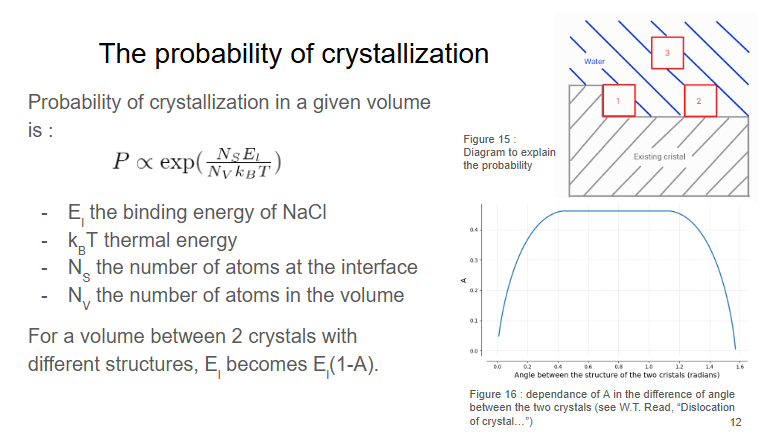 The probability of crystallization
Probability of crystallization in a given volume
is :
P ∝ exp(N_S E_l / N_V k_B T)
- E_l the binding energy of NaCl
- k_BT thermal energy
- N_S the number of atoms at the interface
- N_V the number of atoms in the volume
For a volume between 2 crystals with
different structures, E_l becomes E_l(1-A).
Water
3
1
2
Existing cristal
Figure 15 :
Diagram to explain
the probability
A
0.4
0.3
0.2
0.1
0.0
0.0 0.2 0.4 0.6 0.8 1.0 1.2 1.4 1.6
Angle between the structure of the two cristals (radians)
Figure 16 : dependance of A in the difference of angle
between the two crystals (see W.T. Read, “Dislocation
of crystal...”)
12